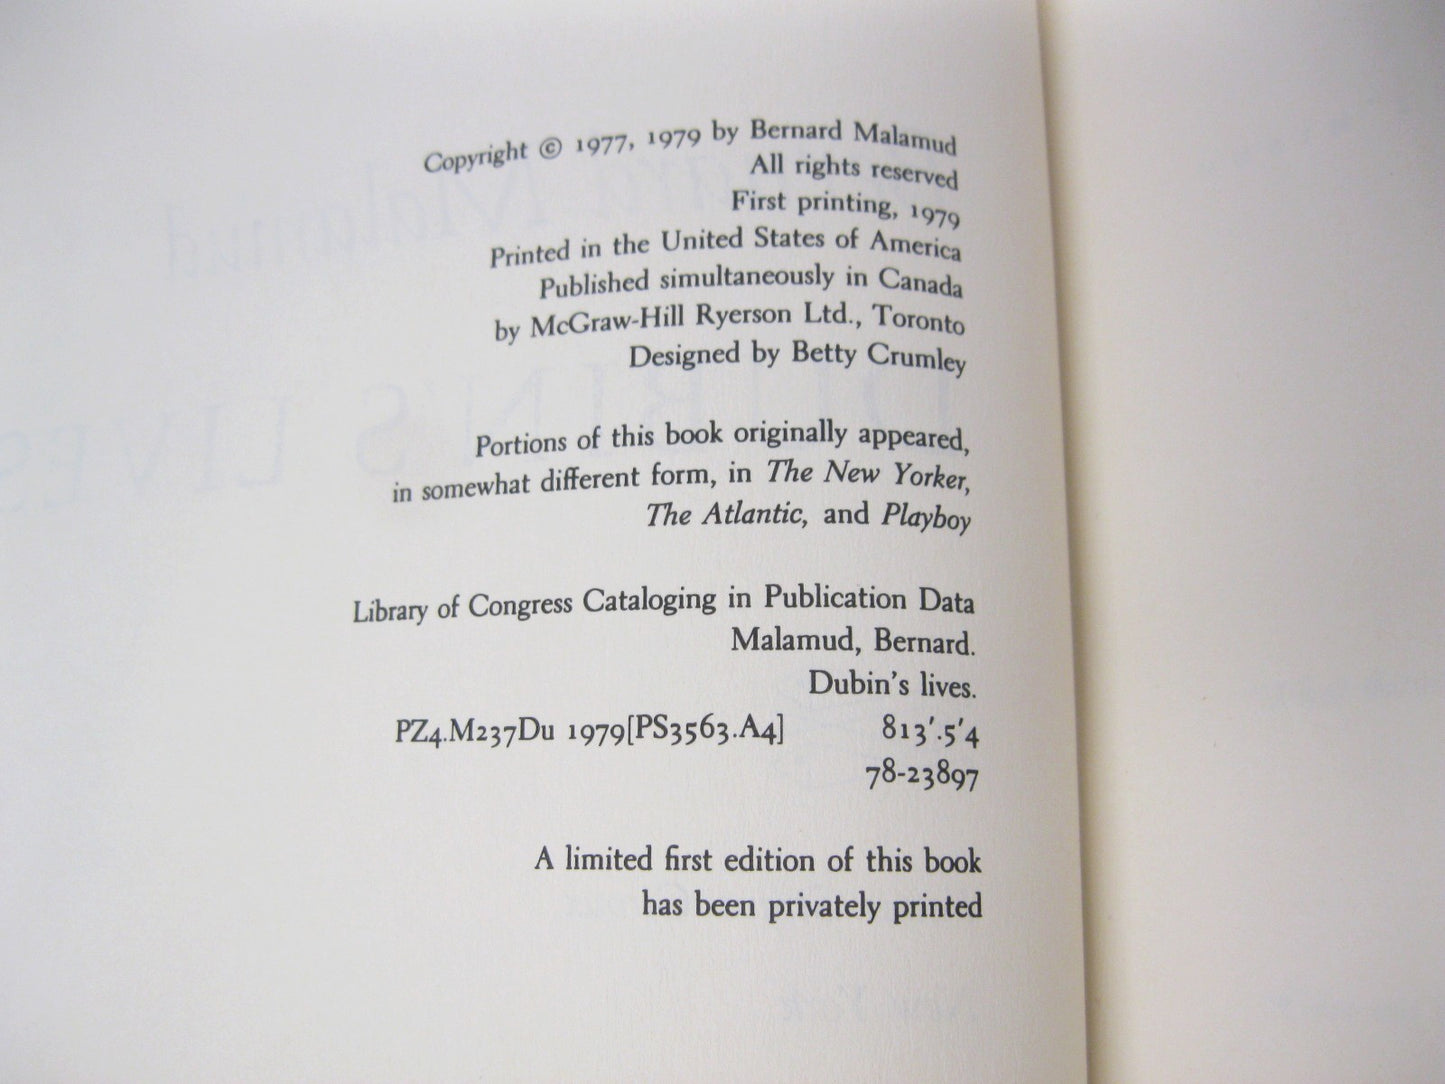 Copyright © 1977, 1979 by Bernard Malamud
All rights reserved
First printing, 1979
Printed in the United States of America
Published simultaneously in Canada
by McGraw-Hill Ryerson Ltd., Toronto
Designed by Betty Crumley
Portions of this book originally appeared,
in somewhat different form, in The New Yorker,
The Atlantic, and Playboy
Library of Congress Cataloging in Publication Data
Malamud, Bernard.
Dubin's lives.
PZ4.M237Du 1979[PS3563.A4] 813'.5'4
78-23897
A limited first edition of this book
has been privately printed